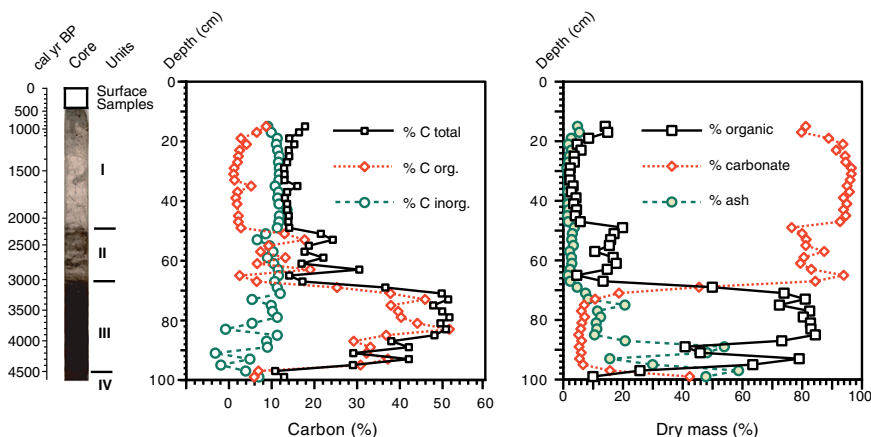 cal yr BP
Core
Units
0
500
1000
1500
2000
2500
3000
3500
4000
4500
Surface
Samples
I
II
III
IV
Depth (cm)
0
20
40
60
80
100
% C total
% C org.
% C inorg.
0 10 20 30 40 50 60
Carbon (%)
Depth (cm)
0
20
40
60
80
100
% organic
% carbonate
% ash
0 20 40 60 80 100
Dry mass (%)